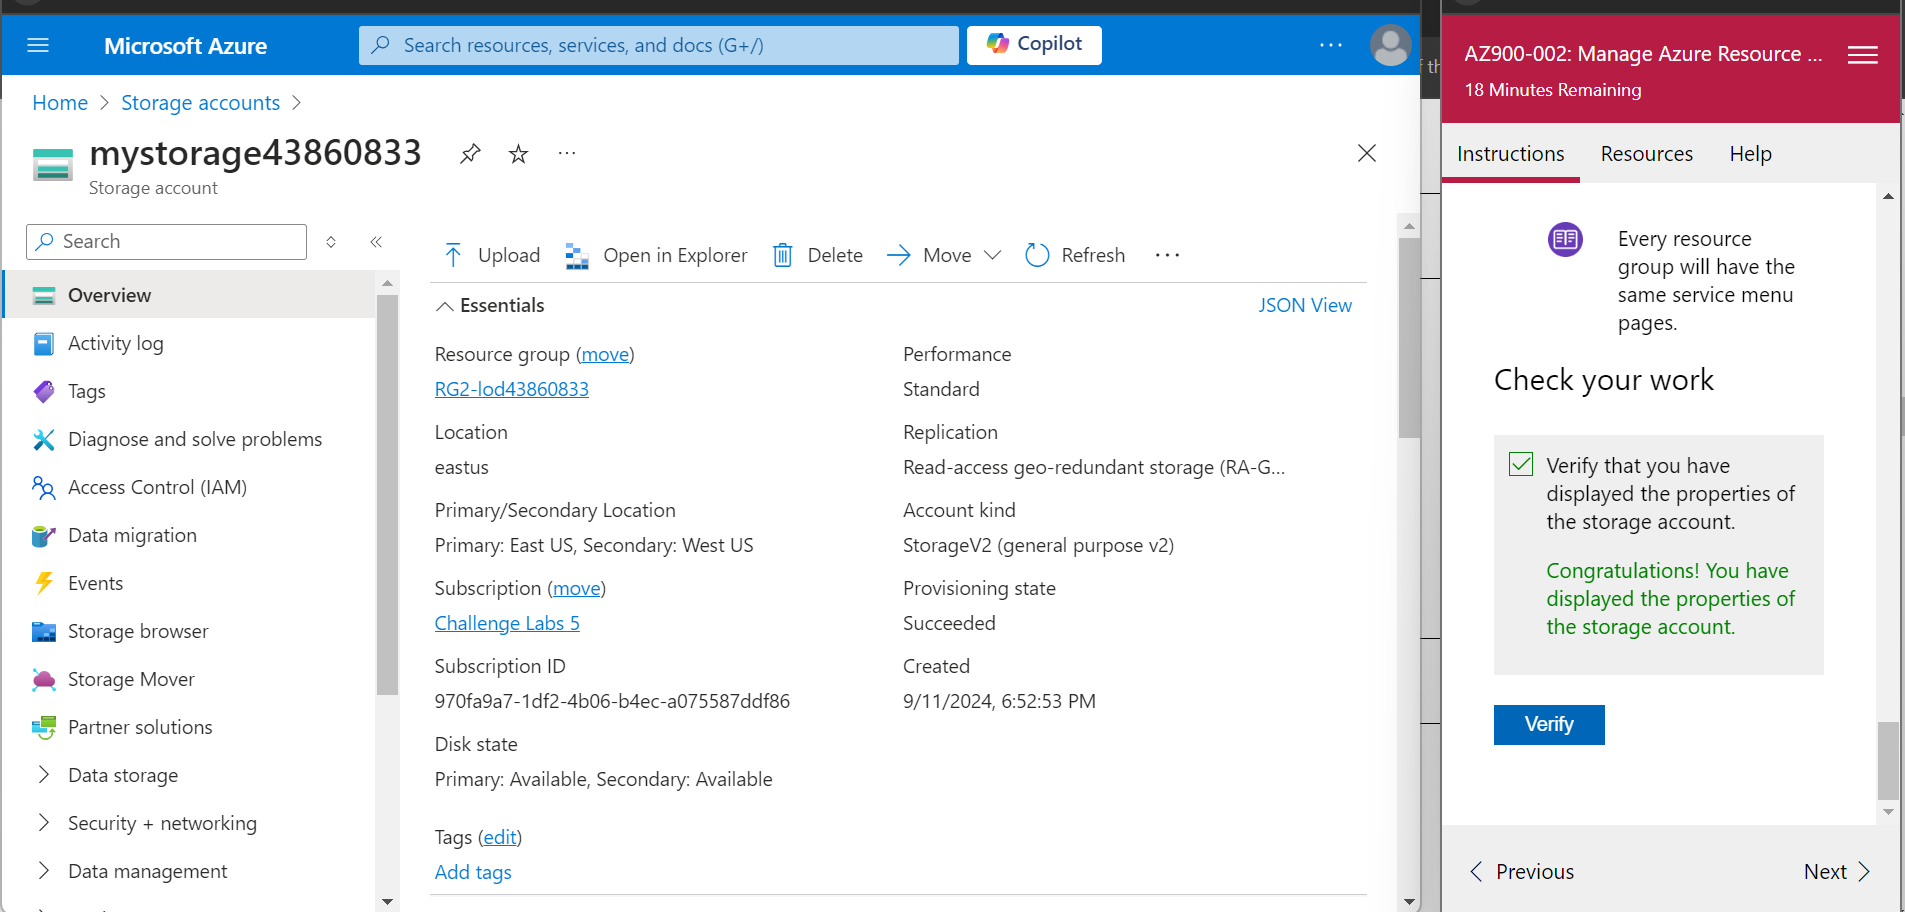 Microsoft Azure
Search resources, services, and docs (G+/)
Copilot
Home
Storage accounts
mystorage43860833
Storage account
Search
Overview
Activity log
Tags
Diagnose and solve problems
Access Control (IAM)
Data migration
Events
Storage browser
Storage Mover
Partner solutions
Data storage
Security + networking
Data management
Upload
Open in Explorer
Delete
Move
Refresh
Essentials
JSON View
Resource group (move)
RG2-lod43860833
Location
eastus
Primary/Secondary Location
Primary: East US, Secondary: West US
Subscription (move)
Challenge Labs 5
Subscription ID
970fa9a7-1df2-4b06-b4ec-a075587ddf86
Disk state
Primary: Available, Secondary: Available
Tags (edit)
Add tags
Performance
Standard
Replication
Read-access geo-redundant storage (RA-G...
Account kind
StorageV2 (general purpose v2)
Provisioning state
Succeeded
Created
9/11/2024, 6:52:53 PM
AZ900-002: Manage Azure Resource ...
18 Minutes Remaining
Instructions
Resources
Help
Every resource
group will have the
same service menu
pages.
Check your work
Verify that you have
displayed the properties of
the storage account.
Congratulations! You have
displayed the properties of
the storage account.
Verify
Previous
Next